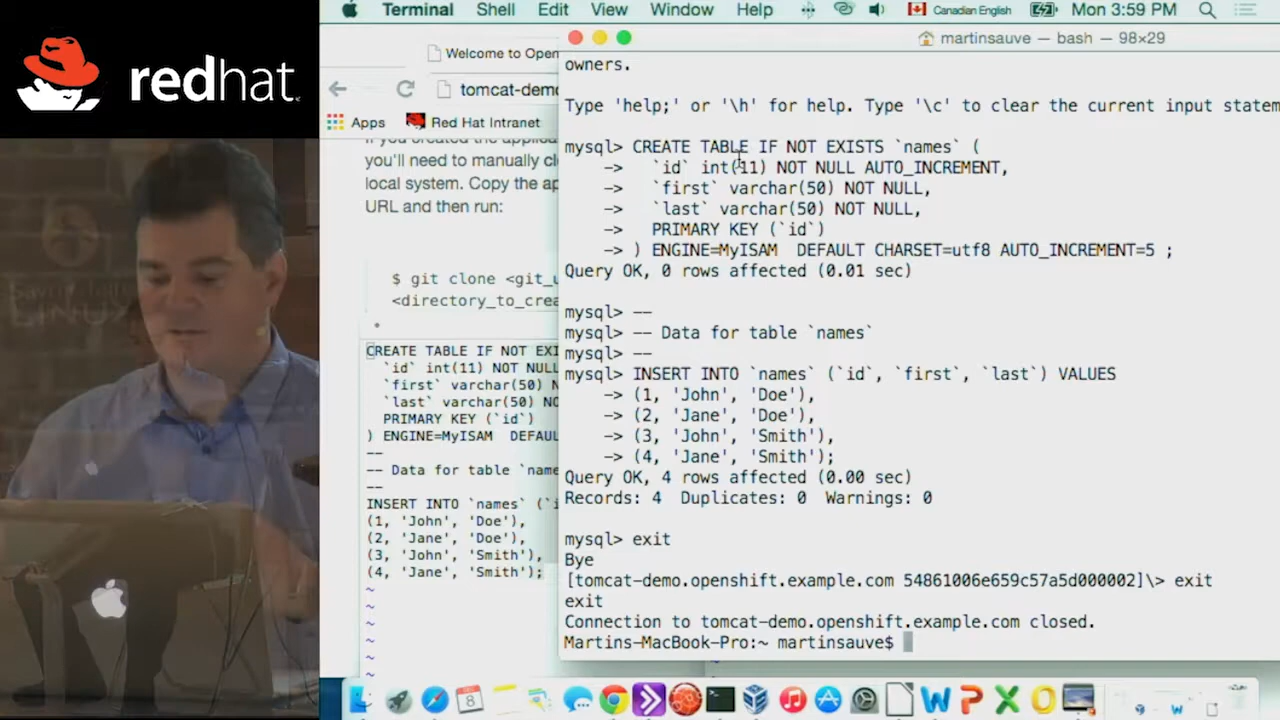 redhat
Terminal Shell Edit View Window Help Canadian English Mon 3:59 PM
martinsauve — bash — 98×29
Welcome to Open
tomcat-demo
Apps Red Hat Intranet
If you created the applica
you'll need to manually cl
local system. Copy the ap
URL and then run:
$ git clone <git_u
<directory_to_crea
CREATE TABLE IF NOT EXI
`id` int(11) NOT NULL
`first` varchar(50) N
`last` varchar(50) NO
PRIMARY KEY (`id`)
) ENGINE=MyISAM DEFAUL
--
-- Data for table `name
--
INSERT INTO `names` (`i
(1, 'John', 'Doe'),
(2, 'Jane', 'Doe'),
(3, 'John', 'Smith'),
(4, 'Jane', 'Smith');
~
~
~
~
~
owners.
Type 'help;' or '\h' for help. Type '\c' to clear the current input statem
mysql> CREATE TABLE IF NOT EXISTS `names` (
-> `id` int(11) NOT NULL AUTO_INCREMENT,
-> `first` varchar(50) NOT NULL,
-> `last` varchar(50) NOT NULL,
-> PRIMARY KEY (`id`)
-> ) ENGINE=MyISAM DEFAULT CHARSET=utf8 AUTO_INCREMENT=5 ;
Query OK, 0 rows affected (0.01 sec)
mysql> --
mysql> -- Data for table `names`
mysql> --
mysql> INSERT INTO `names` (`id`, `first`, `last`) VALUES
-> (1, 'John', 'Doe'),
-> (2, 'Jane', 'Doe'),
-> (3, 'John', 'Smith'),
-> (4, 'Jane', 'Smith');
Query OK, 4 rows affected (0.00 sec)
Records: 4 Duplicates: 0 Warnings: 0
mysql> exit
Bye
[tomcat-demo.openshift.example.com 54861006e659c57a5d000002]\> exit
exit
Connection to tomcat-demo.openshift.example.com closed.
Martins-MacBook-Pro:~ martinsauve$
8